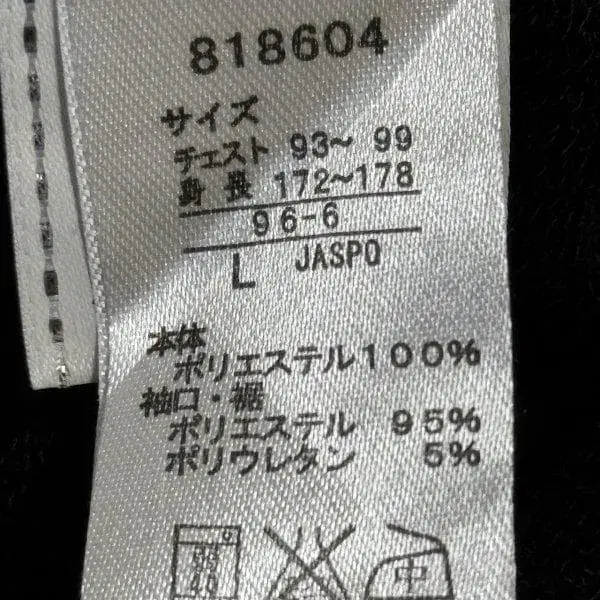 818604
サイズ
チェスト 93~ 99
身長 172~178
96-6
L JASPO
本体
ポリエステル100%
袖口・裾
ポリエステル 95%
ポリウレタン 5%
40
中